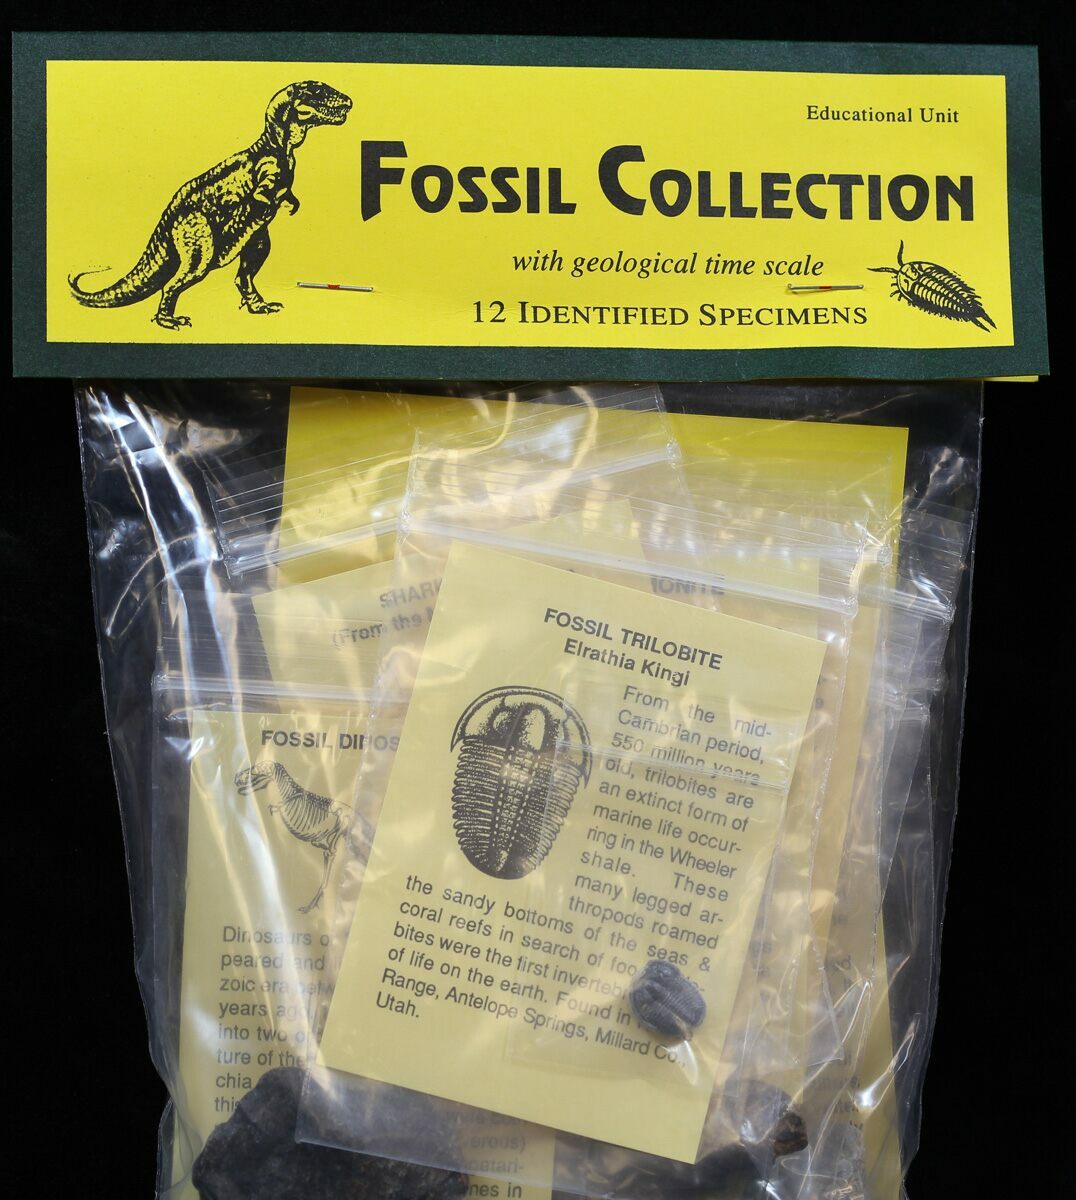 Educational Unit
FOSSIL COLLECTION
with geological time scale
12 IDENTIFIED SPECIMENS
SHARK
(From the
FOSSIL TRILOBITE
Elrathia Kingi
From the mid-
Cambrian period,
550 million years
old, trilobites are
an extinct form of
marine life occur-
ring in the Wheeler
shale. These
many legged ar-
thropods roamed
the sandy bottoms of the seas &
coral reefs in search of
bites were the first
of life on the earth. Found in
Range, Antelope Springs, Millard Co.,
Utah.
FOSSIL
Dinosaurs
peared and
zoic era
years ago
into two
ture of the
chia